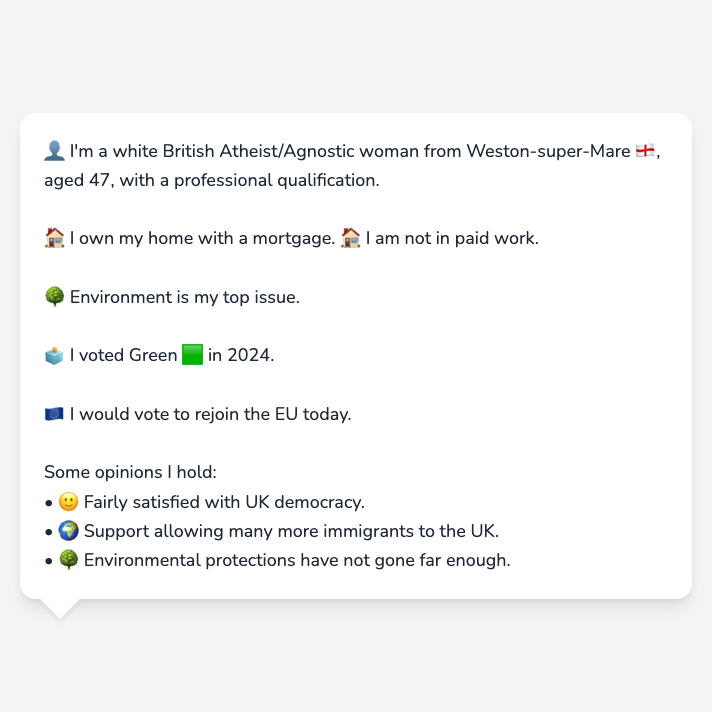 👤 I'm a white British Atheist/Agnostic woman from Weston-super-Mare 🏴󠁧󠁢󠁥󠁮󠁧󠁿,
aged 47, with a professional qualification.
🏠 I own my home with a mortgage. 🏠 I am not in paid work.
🌳 Environment is my top issue.
🗳️ I voted Green 🟩 in 2024.
🇪🇺 I would vote to rejoin the EU today.
Some opinions I hold:
• 🙂 Fairly satisfied with UK democracy.
• 🌍 Support allowing many more immigrants to the UK.
• 🌳 Environmental protections have not gone far enough.